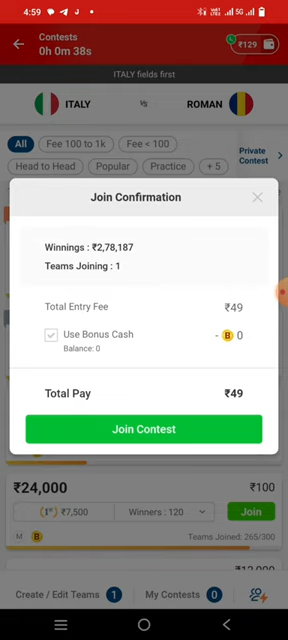 4:59
5G
Contests
0h 0m 38s
₹129
ITALY fields first
ITALY
VS
ROMAN
All
Fee 100 to 1k
Fee < 100
Private
Contest
Head to Head
Popular
Practice
+ 5
Join Confirmation
Winnings : ₹2,78,187
Teams Joining : 1
Total Entry Fee
₹49
Use Bonus Cash
- B 0
Balance: 0
Total Pay
₹49
Join Contest
₹24,000
₹100
1st ₹7,500
Winners : 120
Join
M
B
Teams Joined: 265/300
Create / Edit Teams 1
My Contests 0